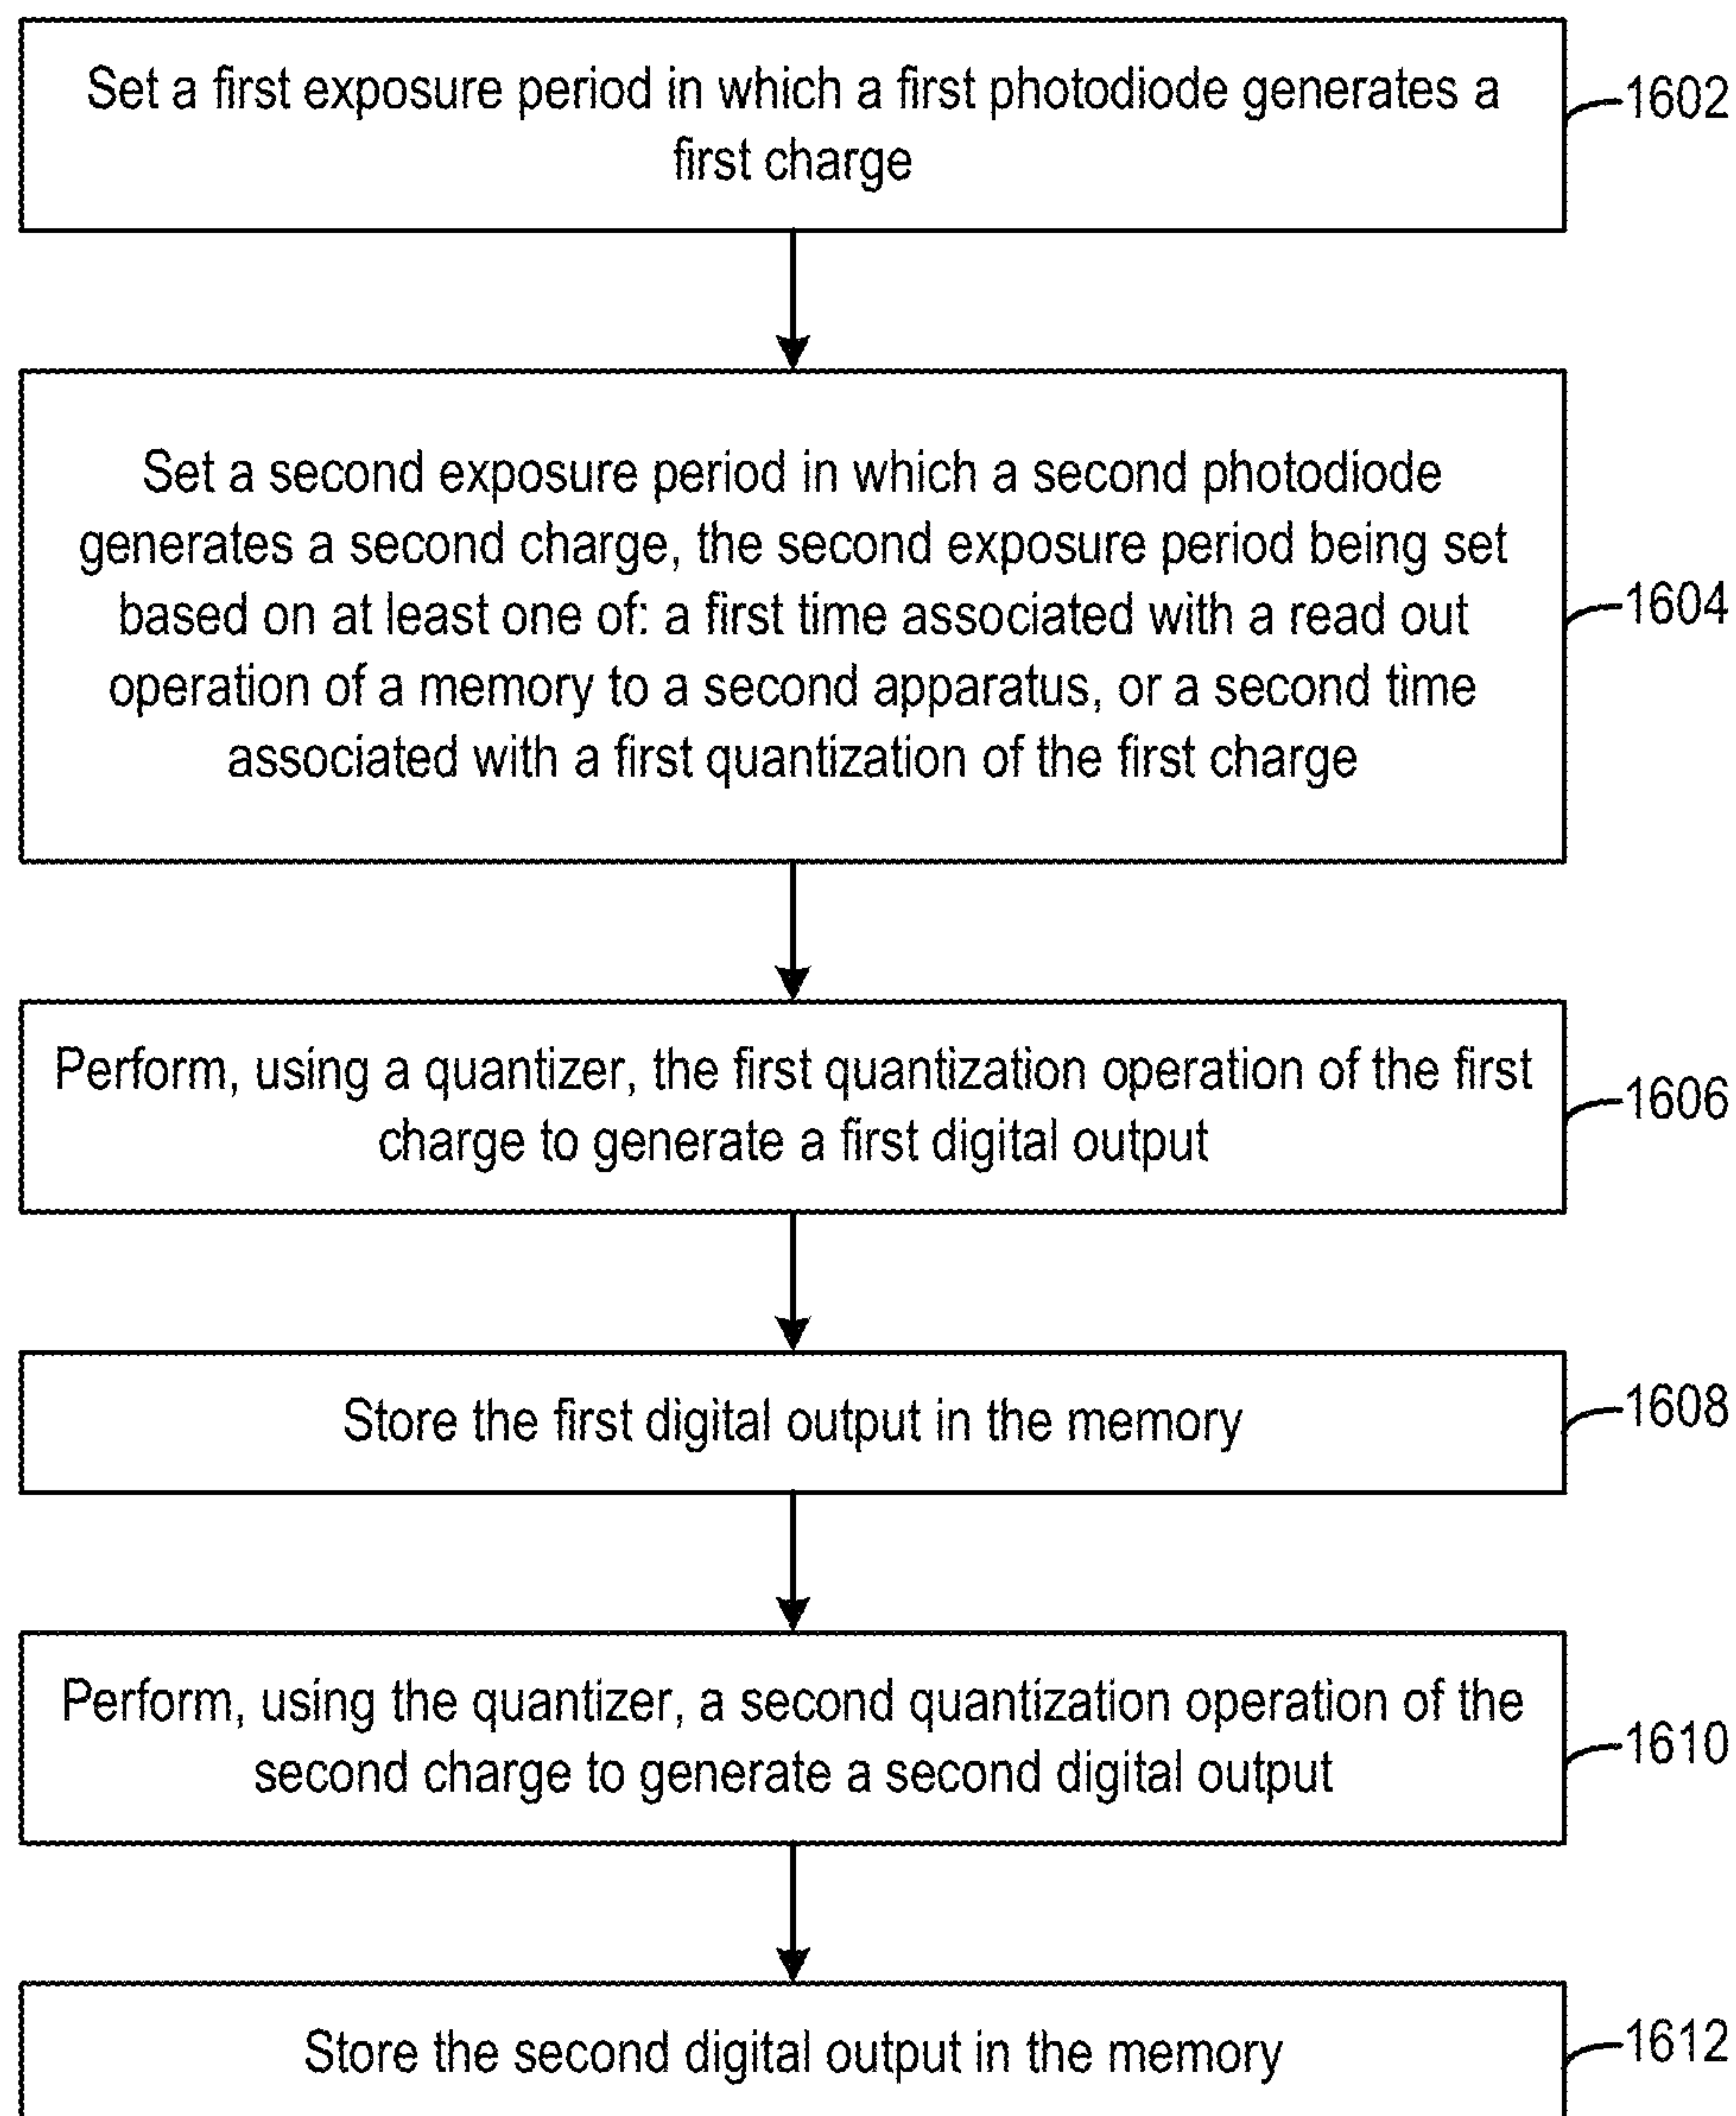 Set a first exposure period in which a first photodiode generates a
first charge
1602
Set a second exposure period in which a second photodiode
generates a second charge, the second exposure period being set
based on at least one of: a first time associated with a read out
operation of a memory to a second apparatus, or a second time
associated with a first quantization of the first charge
1604
Perform, using a quantizer, the first quantization operation of the first
charge to generate a first digital output
1606
Store the first digital output in the memory
1608
Perform, using the quantizer, a second quantization operation of the
second charge to generate a second digital output
1610
Store the second digital output in the memory
1612